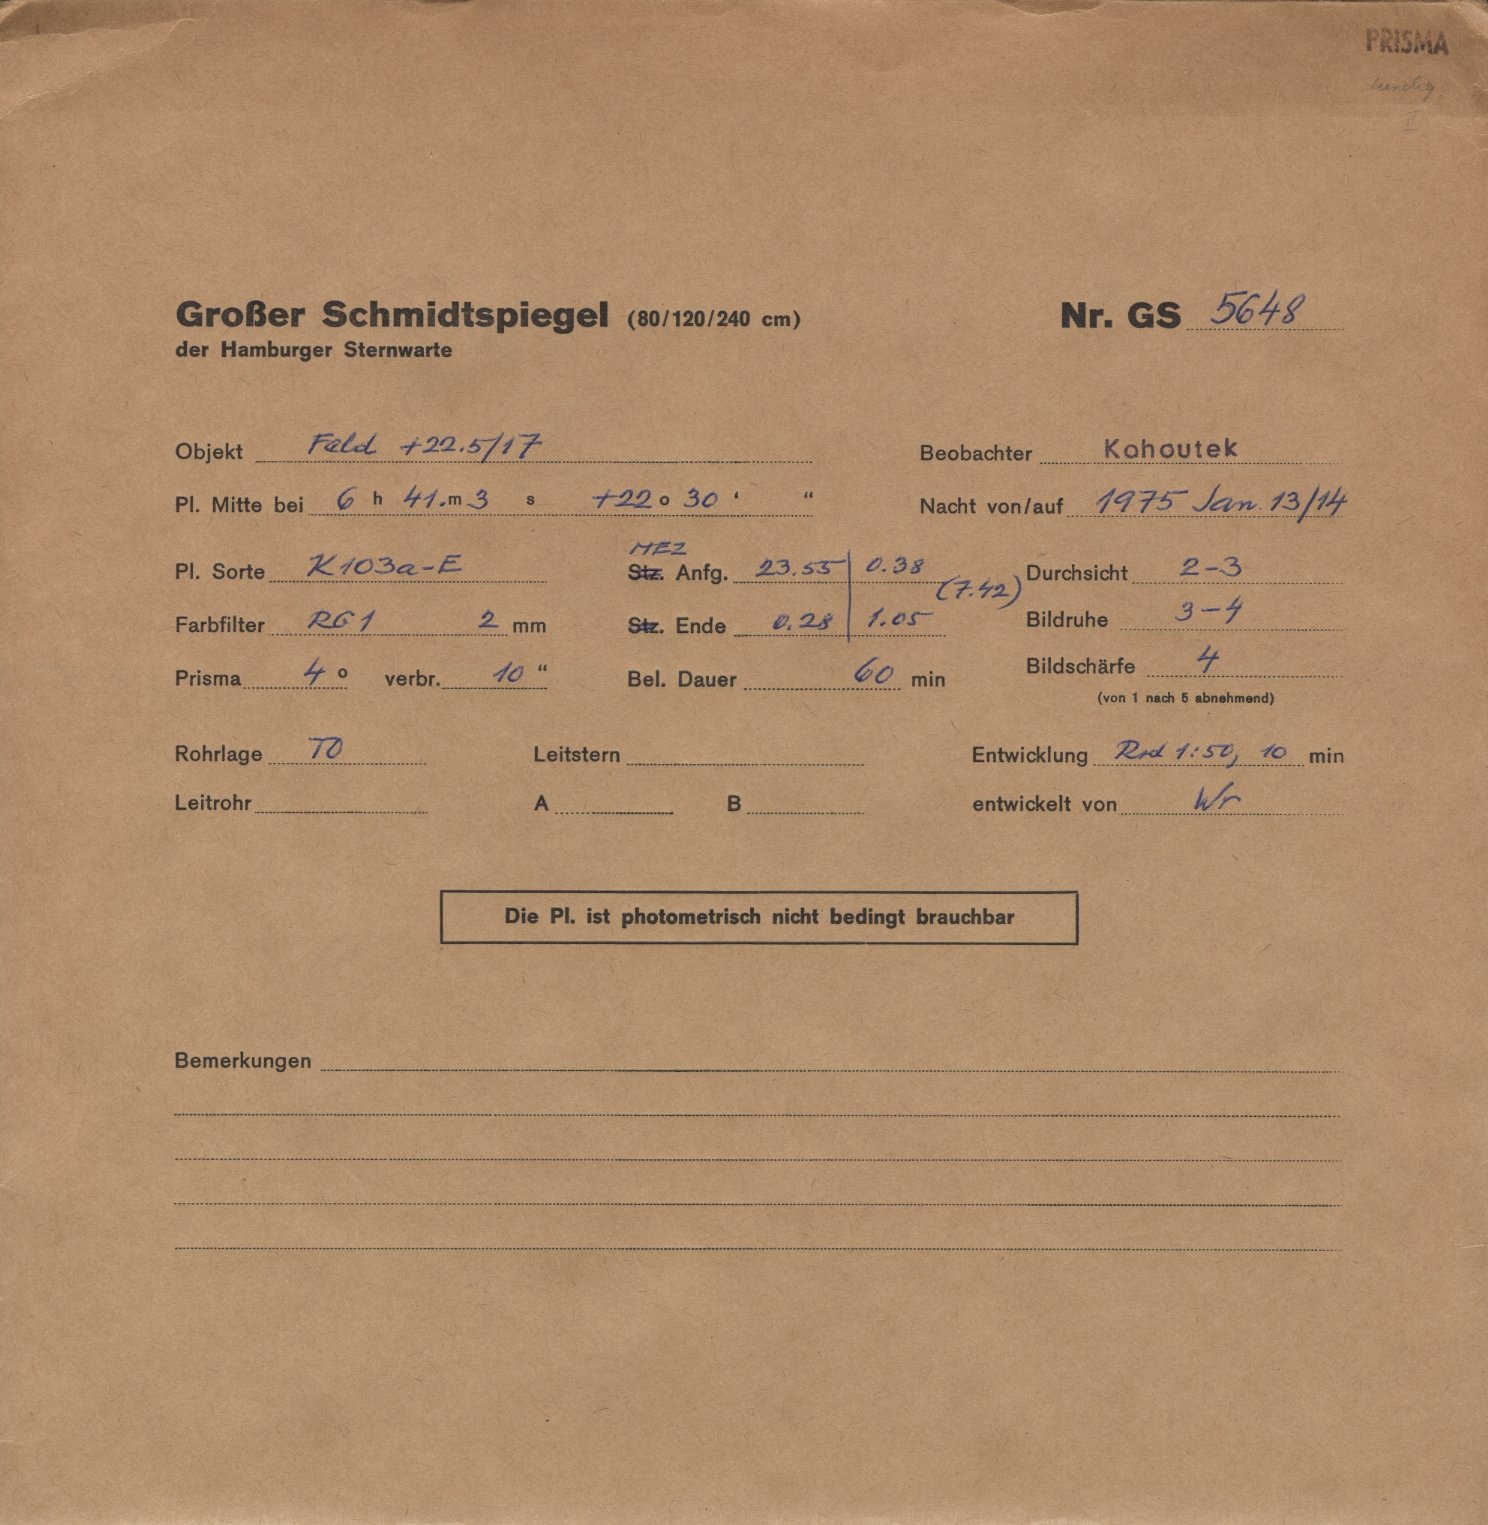 PRISMA
II
Großer Schmidtspiegel (80/120/240 cm) Nr. GS 5648
der Hamburger Sternwarte
Objekt Feld +22.5/17 Beobachter Kohoutek
Pl. Mitte bei 6 h 41.m 3 s +22 o 30 ‘ “ Nacht von/auf 1975 Jan. 13/14
MEZ
Pl. Sorte K103a-E Stz. Anfg. 23.55 | 0.38 Durchsicht 2-3
(7.42)
Farbfilter RG1 2 mm Stz. Ende 0.28 | 1.05 Bildruhe 3-4
Prisma 4 o verbr. 10 “ Bel. Dauer 60 min Bildschärfe 4
(von 1 nach 5 abnehmend)
Rohrlage TO Leitstern Entwicklung Rod 1:50, 10 min
Leitrohr A B entwickelt von Wr
Die Pl. ist photometrisch nicht bedingt brauchbar
Bemerkungen